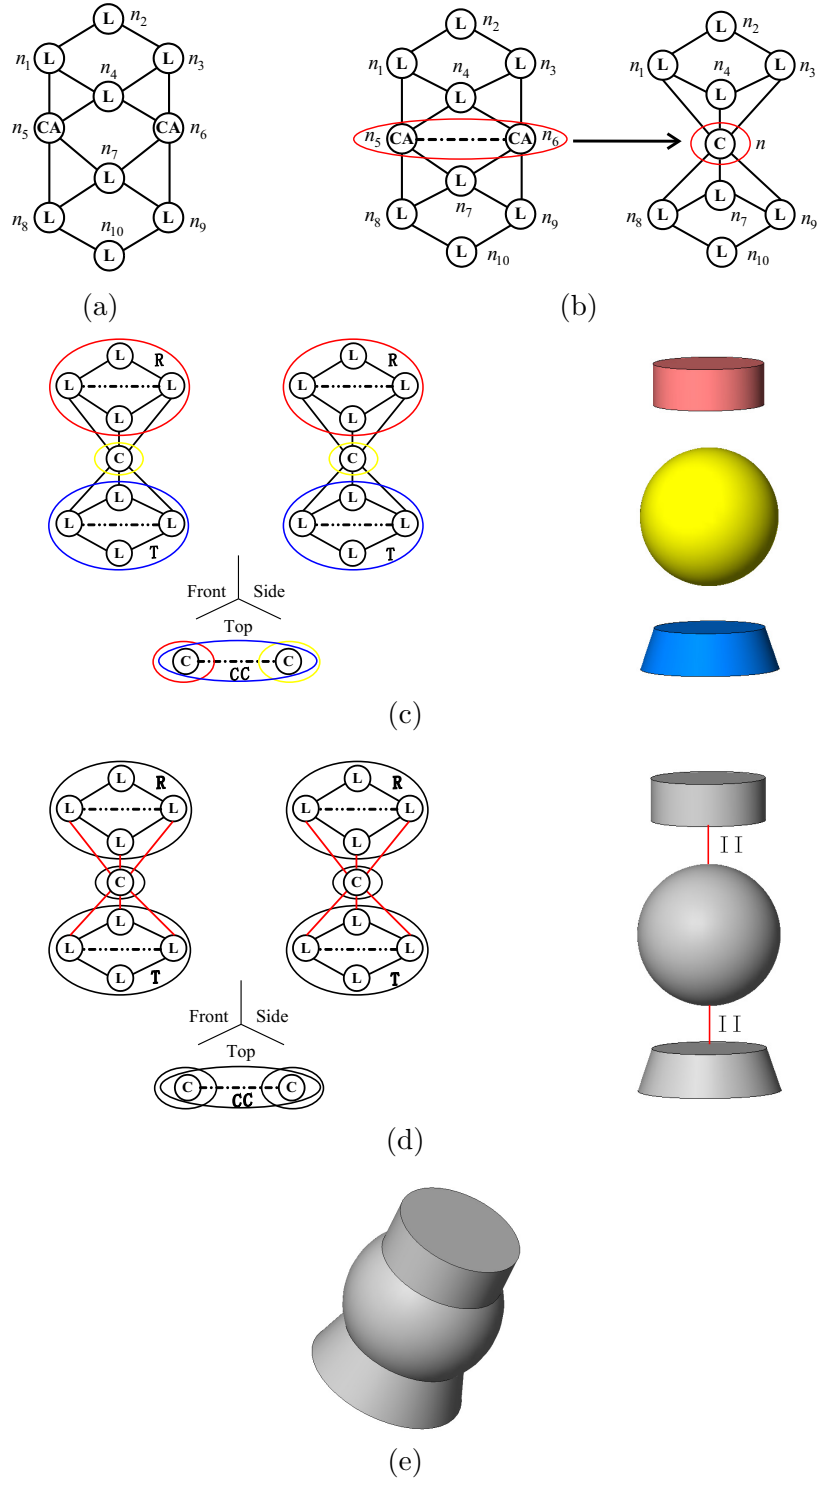 L n2
n1 L n4 L n3
L
n5 CA CA n6
n7
L
n8 L n10 L n9
L
(a)
L n2
n1 L n4 L n3
L
n5 CA CA n6
L
n8 L n7 L n9
L n10
L n2
n1 L n4 L n3
L
C n
L
n8 L n7 L n9
L n10
(b)
L R
L L
L
C
L
L L
L T
L R
L L
L
C
L
L L
L T
Front Side
Top
C C
CC
(c)
L R
L L
L
C
L
L L
L T
L R
L L
L
C
L
L L
L T
Front Side
Top
C C
CC
II
II
(d)
(e)